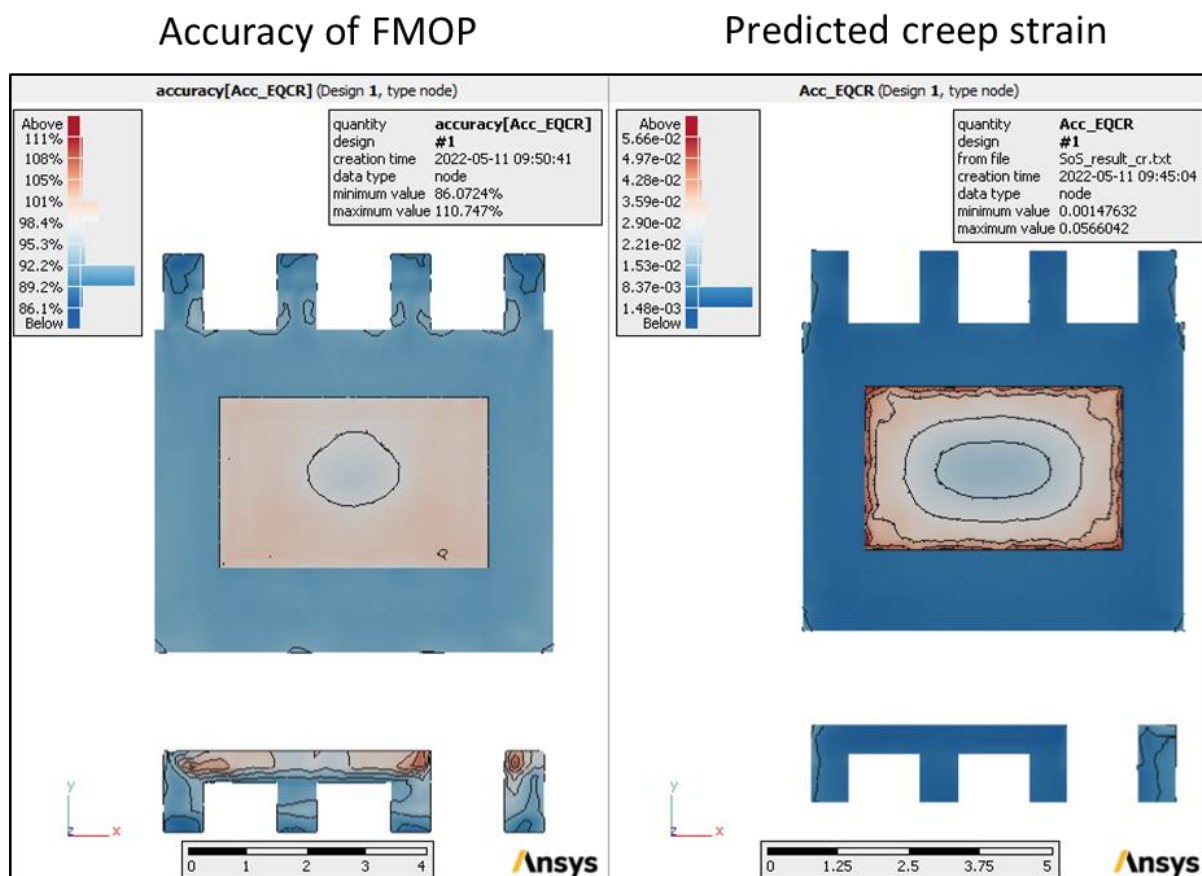 Accuracy of FMOP
Predicted creep strain
accuracy[Acc_EQCR] (Design 1, type node)
Above
111%
108%
105%
101%
98.4%
95.3%
92.2%
89.2%
86.1%
Below
quantity accuracy[Acc_EQCR]
design #1
creation time 2022-05-11 09:50:41
data type node
minimum value 86.0724%
maximum value 110.747%
y
z x
0 1 2 3 4
Ansys
Acc_EQCR (Design 1, type node)
Above
5.66e-02
4.97e-02
4.28e-02
3.59e-02
2.90e-02
2.21e-02
1.53e-02
8.37e-03
1.48e-03
Below
quantity Acc_EQCR
design #1
from file SoS_result_cr.txt
creation time 2022-05-11 09:45:04
data type node
minimum value 0.00147632
maximum value 0.0566042
y
z x
0 1.25 2.5 3.75 5
Ansys